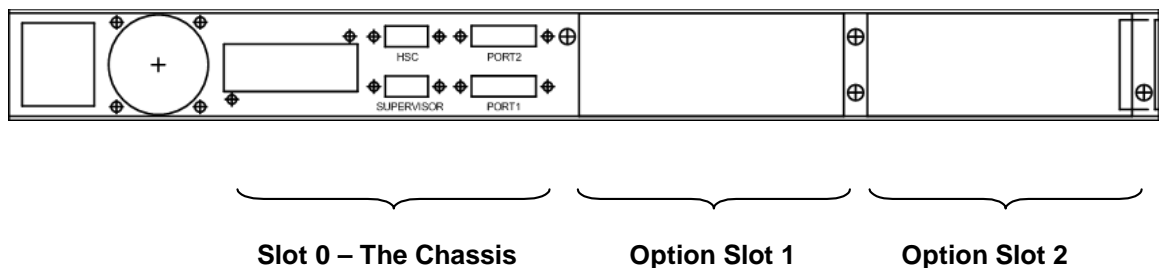 HSC PORT2
SUPERVISOR PORT1
Slot 0 – The Chassis Option Slot 1 Option Slot 2